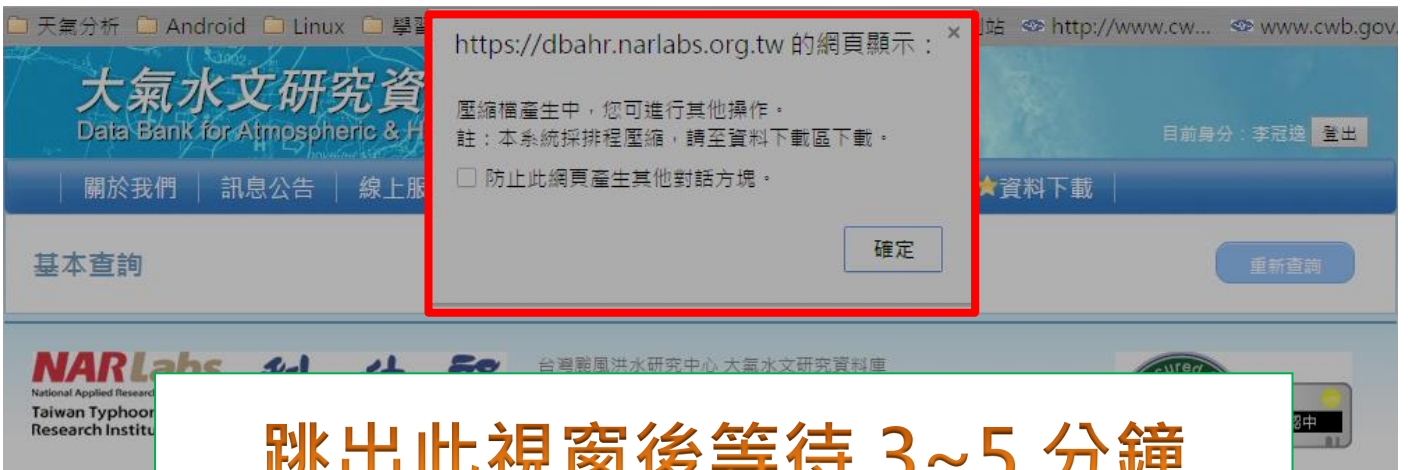 天氣分析 Android Linux 學習
站 http://www.cw... www.cwb.gov.
https://dbahr.narlabs.org.tw 的網頁顯示： ×
壓縮檔產生中，您可進行其他操作。
註：本系統採排程壓縮，請至資料下載區下載。
防止此網頁產生其他對話方塊。
確定
大氣水文研究資
Data Bank for Atmospheric & H
目前身分：李冠逸 登出
關於我們 訊息公告 線上服
資料下載
基本查詢
重新查詢
NARLabs
National Applied Research
Taiwan Typhoon
Research Institu
台灣颱風洪水研究中心 大氣水文研究資料庫
跳出此視窗後等待 3~5 分鐘